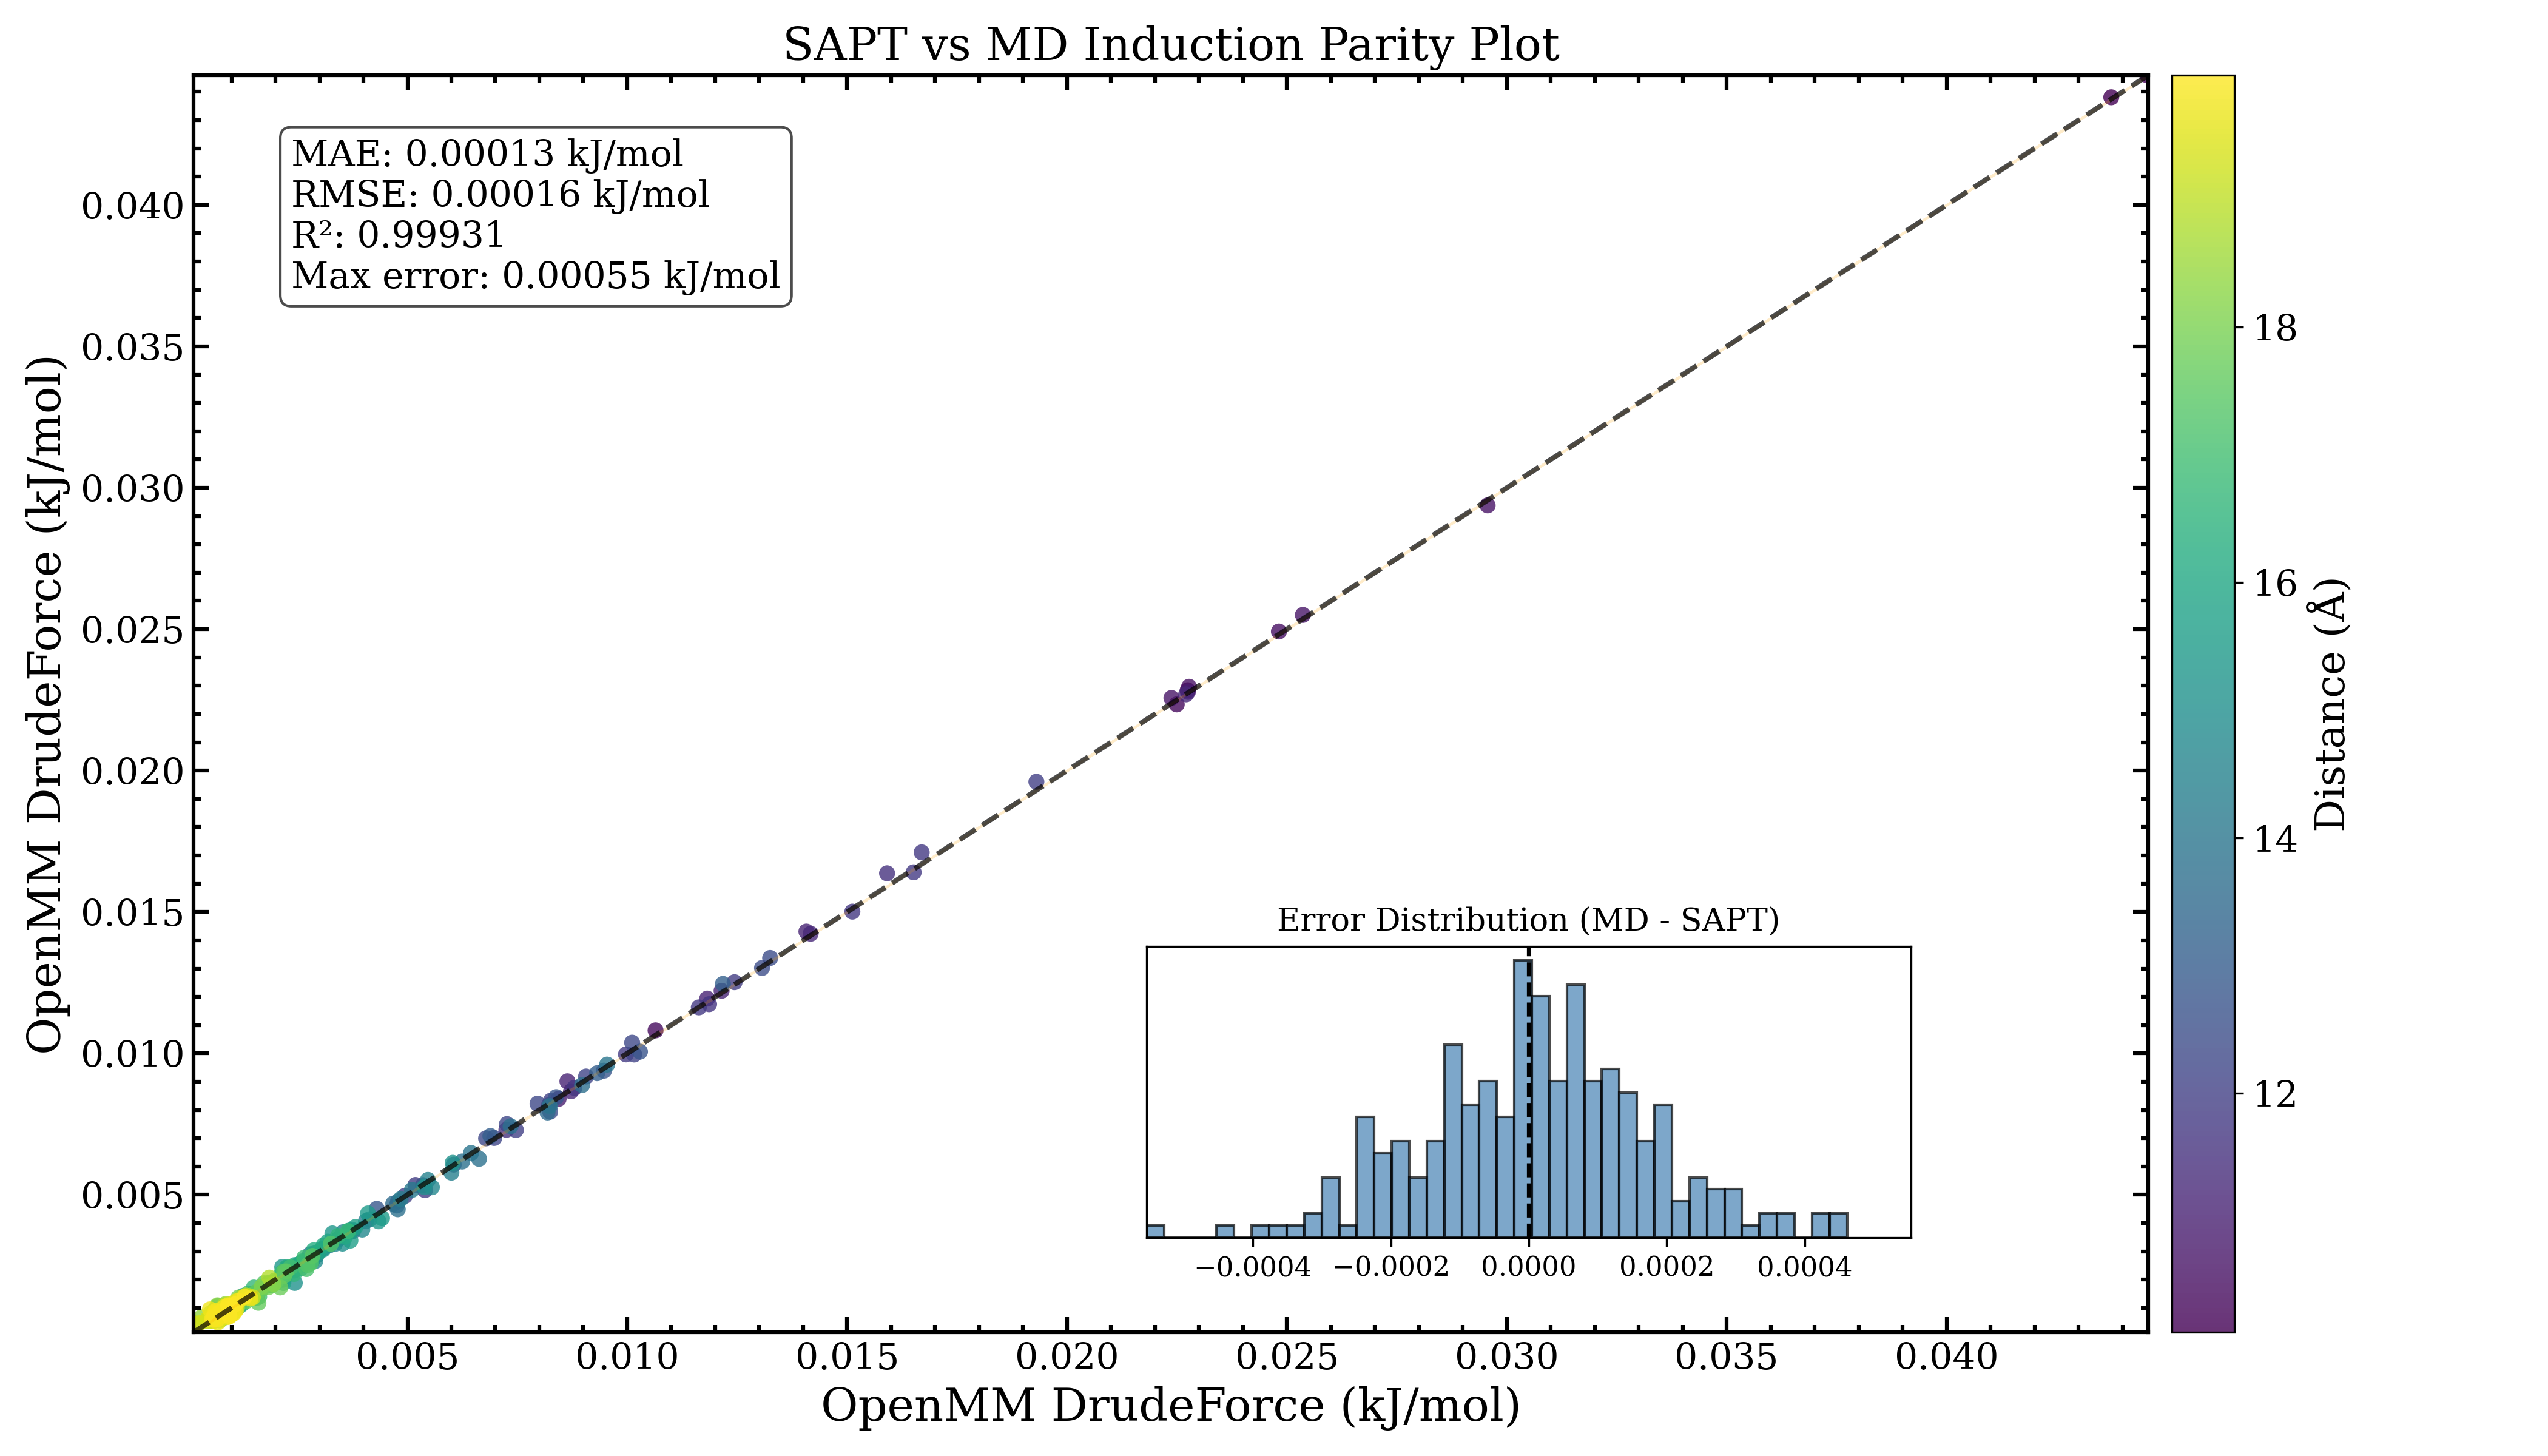 SAPT vs MD Induction Parity Plot
MAE: 0.00013 kJ/mol
RMSE: 0.00016 kJ/mol
R²: 0.99931
Max error: 0.00055 kJ/mol
OpenMM DrudeForce (kJ/mol)
0.040
0.035
0.030
0.025
0.020
0.015
0.010
0.005
Error Distribution (MD - SAPT)
−0.0004 −0.0002 0.0000 0.0002 0.0004
0.005 0.010 0.015 0.020 0.025 0.030 0.035 0.040
OpenMM DrudeForce (kJ/mol)
18
16
14
12
Distance (Å)